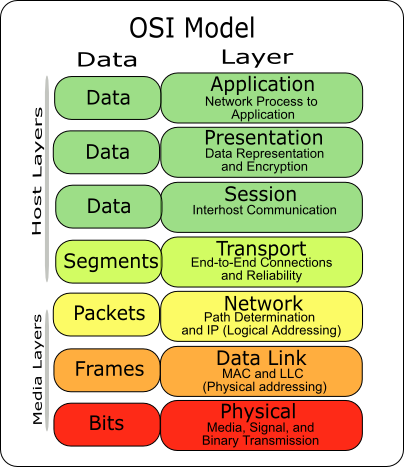 OSI Model
Data Layer
Host Layers
Data Application
Network Process to
Application
Data Presentation
Data Representation
and Encryption
Data Session
Interhost Communication
Segments Transport
End-to-End Connections
and Reliability
Media Layers
Packets Network
Path Determination
and IP (Logical Addressing)
Frames Data Link
MAC and LLC
(Physical addressing)
Bits Physical
Media, Signal, and
Binary Transmission